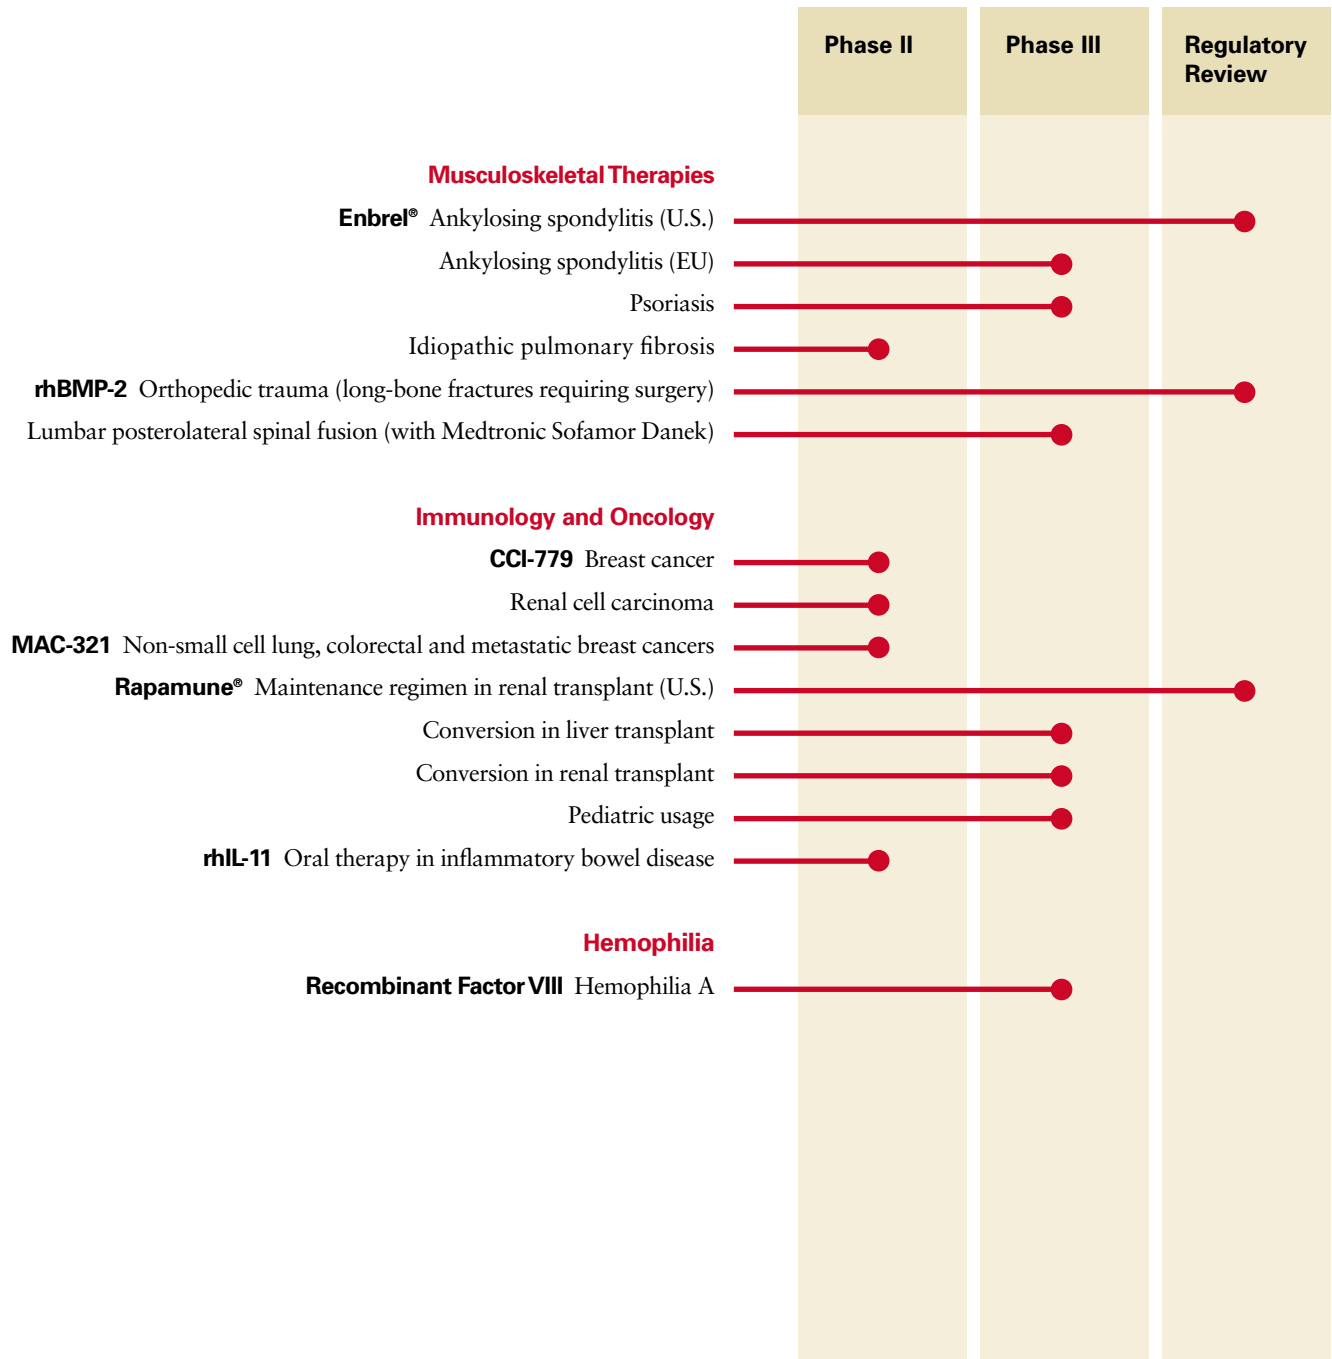 Phase II Phase III Regulatory
Review
Musculoskeletal Therapies
Enbrel® Ankylosing spondylitis (U.S.)
Ankylosing spondylitis (EU)
Psoriasis
Idiopathic pulmonary fibrosis
rhBMP-2 Orthopedic trauma (long-bone fractures requiring surgery)
Lumbar posterolateral spinal fusion (with Medtronic Sofamor Danek)
Immunology and Oncology
CCI-779 Breast cancer
Renal cell carcinoma
MAC-321 Non-small cell lung, colorectal and metastatic breast cancers
Rapamune® Maintenance regimen in renal transplant (U.S.)
Conversion in liver transplant
Conversion in renal transplant
Pediatric usage
rhIL-11 Oral therapy in inflammatory bowel disease
Hemophilia
Recombinant Factor VIII Hemophilia A